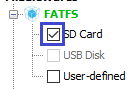 FATFS
SD Card
USB Disk
User-defined